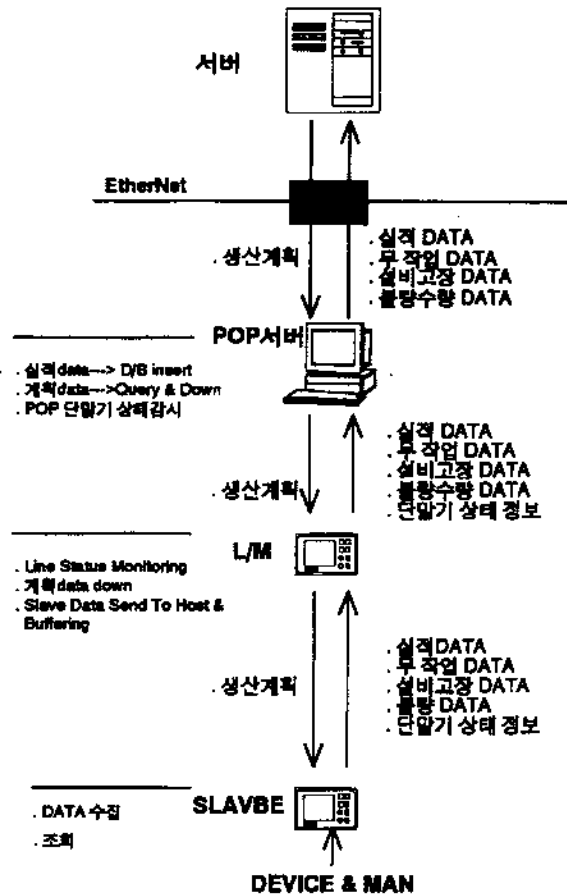 서버
EtherNet
. 생산계획
. 실적 DATA
. 무 작업 DATA
. 설비고장 DATA
. 불량수량 DATA
POP서버
. 실적data---> D/B insert
. 계획data--->Query & Down
. POP 단말기 상태감시
. 생산계획
. 실적 DATA
. 무 작업 DATA
. 설비고장 DATA
. 불량수량 DATA
. 단말기 상태 정보
L/M
. Line Status Monitoring
. 계획data down
. Slave Data Send To Host &
Buffering
. 생산계획
. 실적DATA
. 무 작업 DATA
. 설비고장 DATA
. 불량 DATA
. 단말기 상태 정보
SLAVBE
. DATA 수집
. 조회
DEVICE & MAN